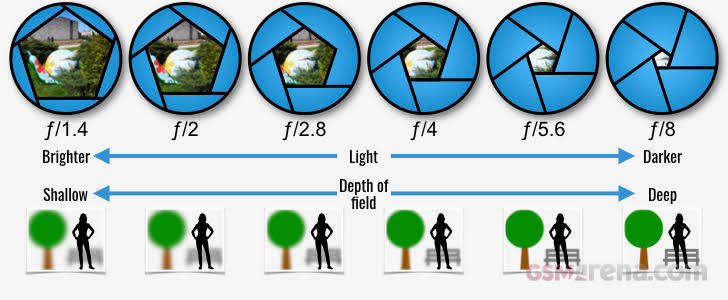 ƒ/1.4 ƒ/2 ƒ/2.8 ƒ/4 ƒ/5.6 ƒ/8
Brighter Light Darker
Shallow Depth of field Deep
GSMArena.com